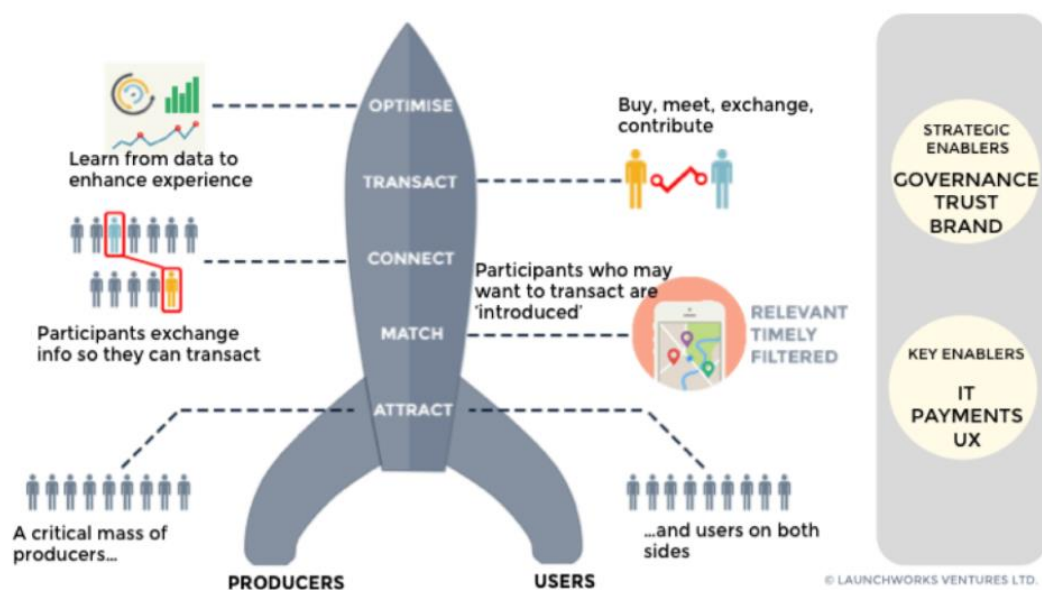 OPTIMISE
Learn from data to
enhance experience
Buy, meet, exchange,
contribute
TRANSACT
CONNECT
Participants exchange
info so they can transact
Participants who may
want to transact are
'introduced'
MATCH
RELEVANT
TIMELY
FILTERED
ATTRACT
A critical mass of
producers...
...and users on both
sides
PRODUCERS
USERS
STRATEGIC
ENABLERS
GOVERNANCE
TRUST
BRAND
KEY ENABLERS
IT
PAYMENTS
UX
© LAUNCHWORKS VENTURES LTD.